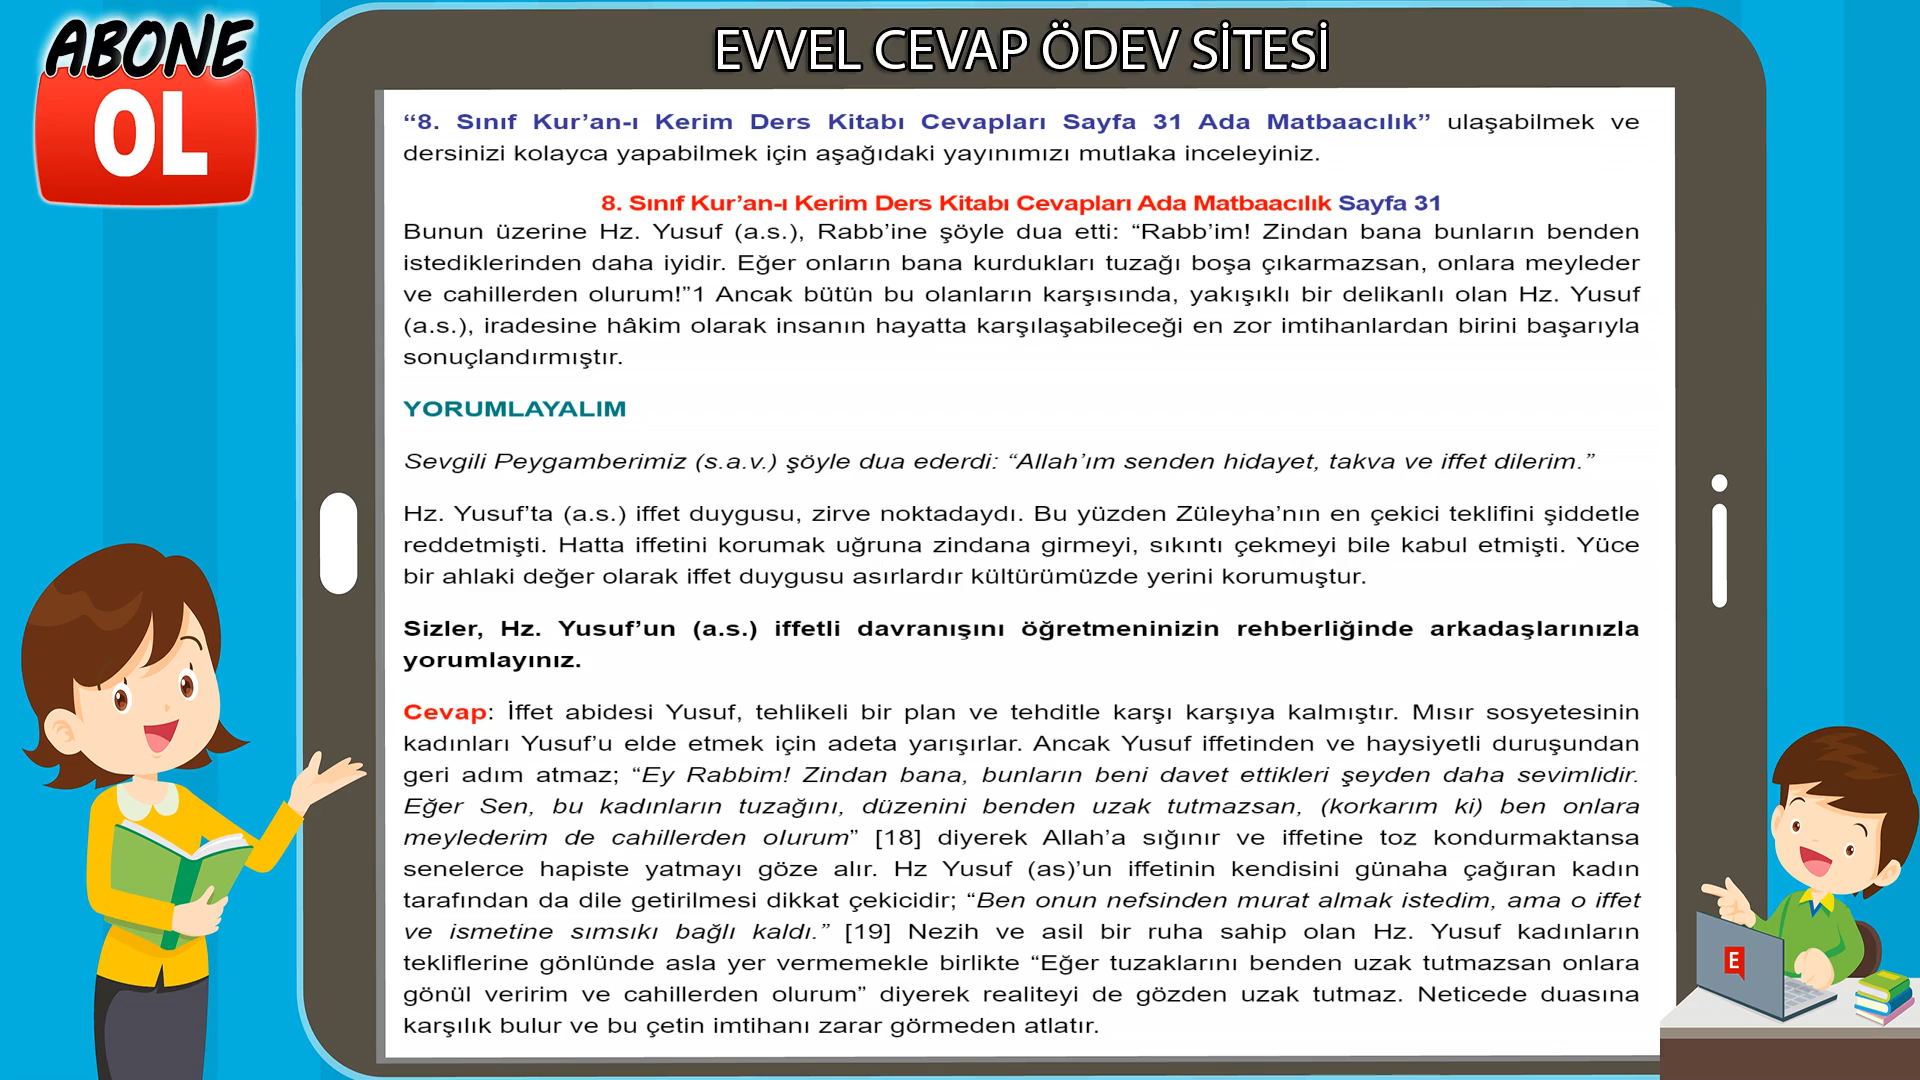 ABONE
OL
EVVEL CEVAP ÖDEV SİTESİ
“8. Sınıf Kur’an-ı Kerim Ders Kitabı Cevapları Sayfa 31 Ada Matbaacılık” ulaşabilmek ve
dersinizi kolayca yapabilmek için aşağıdaki yayınımızı mutlaka inceleyiniz.
8. Sınıf Kur’an-ı Kerim Ders Kitabı Cevapları Ada Matbaacılık Sayfa 31
Bunun üzerine Hz. Yusuf (a.s.), Rabb’ine şöyle dua etti: “Rabb’im! Zindan bana bunların benden
istediklerinden daha iyidir. Eğer onların bana kurdukları tuzağı boşa çıkarmazsan, onlara meyleder
ve cahillerden olurum!”1 Ancak bütün bu olanların karşısında, yakışıklı bir delikanlı olan Hz. Yusuf
(a.s.), iradesine hâkim olarak insanın hayatta karşılaşabileceği en zor imtihanlardan birini başarıyla
sonuçlandırmıştır.
YORUMLAYALIM
Sevgili Peygamberimiz (s.a.v.) şöyle dua ederdi: “Allah’ım senden hidayet, takva ve iffet dilerim.”
Hz. Yusuf’ta (a.s.) iffet duygusu, zirve noktadaydı. Bu yüzden Züleyha’nın en çekici teklifini şiddetle
reddetmişti. Hatta iffetini korumak uğruna zindana girmeyi, sıkıntı çekmeyi bile kabul etmişti. Yüce
bir ahlaki değer olarak iffet duygusu asırlardır kültürümüzde yerini korumuştur.
Sizler, Hz. Yusuf’un (a.s.) iffetli davranışını öğretmeninizin rehberliğinde arkadaşlarınızla
yorumlayınız.
Cevap: İffet abidesi Yusuf, tehlikeli bir plan ve tehditle karşı karşıya kalmıştır. Mısır sosyetesinin
kadınları Yusuf’u elde etmek için adeta yarışırlar. Ancak Yusuf iffetinden ve haysiyetli duruşundan
geri adım atmaz; “Ey Rabbim! Zindan bana, bunların beni davet ettikleri şeyden daha sevimlidir.
Eğer Sen, bu kadınların tuzağını, düzenini benden uzak tutmazsan, (korkarım ki) ben onlara
meylederim de cahillerden olurum” [18] diyerek Allah’a sığınır ve iffetine toz kondurmaktansa
senelerce hapiste yatmayı göze alır. Hz Yusuf (as)’un iffetinin kendisini günaha çağıran kadın
tarafından da dile getirilmesi dikkat çekicidir; “Ben onun nefsinden murat almak istedim, ama o iffet
ve ismetine sımsıkı bağlı kaldı.” [19] Nezih ve asil bir ruha sahip olan Hz. Yusuf kadınların
tekliflerine gönlünde asla yer vermemekle birlikte “Eğer tuzaklarını benden uzak tutmazsan onlara
gönül veririm ve cahillerden olurum” diyerek realiteyi de gözden uzak tutmaz. Neticede duasına
karşılık bulur ve bu çetin imtihanı zarar görmeden atlatır.
E